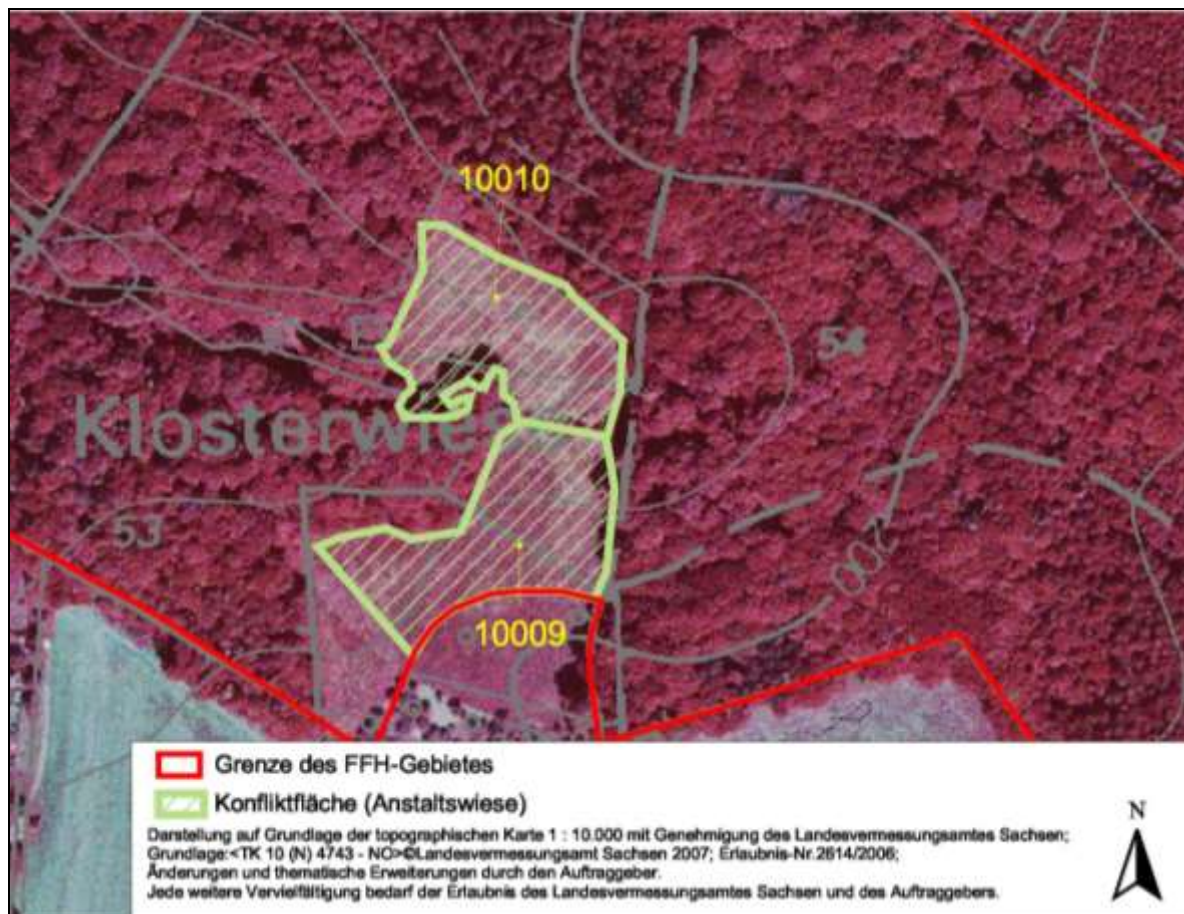 10010
54
Klosterwies
53
200
10009
Grenze des FFH-Gebietes
Konfliktfläche (Anstaltswiese)
Darstellung auf Grundlage der topographischen Karte 1 : 10.000 mit Genehmigung des Landesvermessungsamtes Sachsen;
Grundlage:<TK 10 (N) 4743 - NO>©Landesvermessungsamt Sachsen 2007; Erlaubnis-Nr.2614/2006;
Änderungen und thematische Erweiterungen durch den Auftraggeber.
Jede weitere Vervielfältigung bedarf der Erlaubnis des Landesvermessungsamtes Sachsen und des Auftraggebers.
N